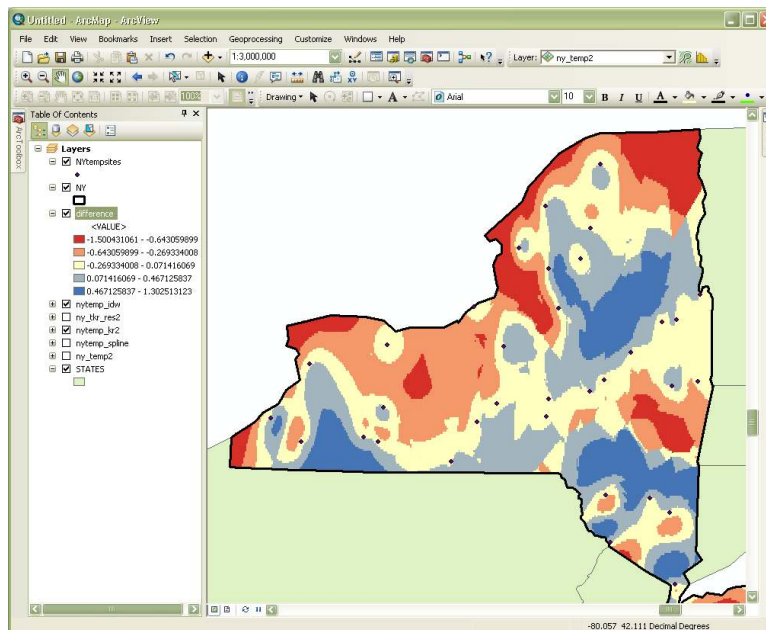 Untitled - ArcMap - ArcView
File Edit View Bookmarks Insert Selection Geoprocessing Customize Windows Help
1:3,000,000 Layer: ny_temp2
100% Drawing Arial 10 B I U A
Table Of Contents
ArcToolbox
Layers
NYtempsites
NY
difference
<VALUE>
-1.500431061 - -0.643059899
-0.643059899 - -0.269334008
-0.269334008 - 0.071416069
0.071416069 - 0.467125837
0.467125837 - 1.302513123
nytemp_idw
ny_tkr_res2
nytemp_kr2
nytemp_spline
ny_temp2
STATES
-80.057 42.111 Decimal Degrees